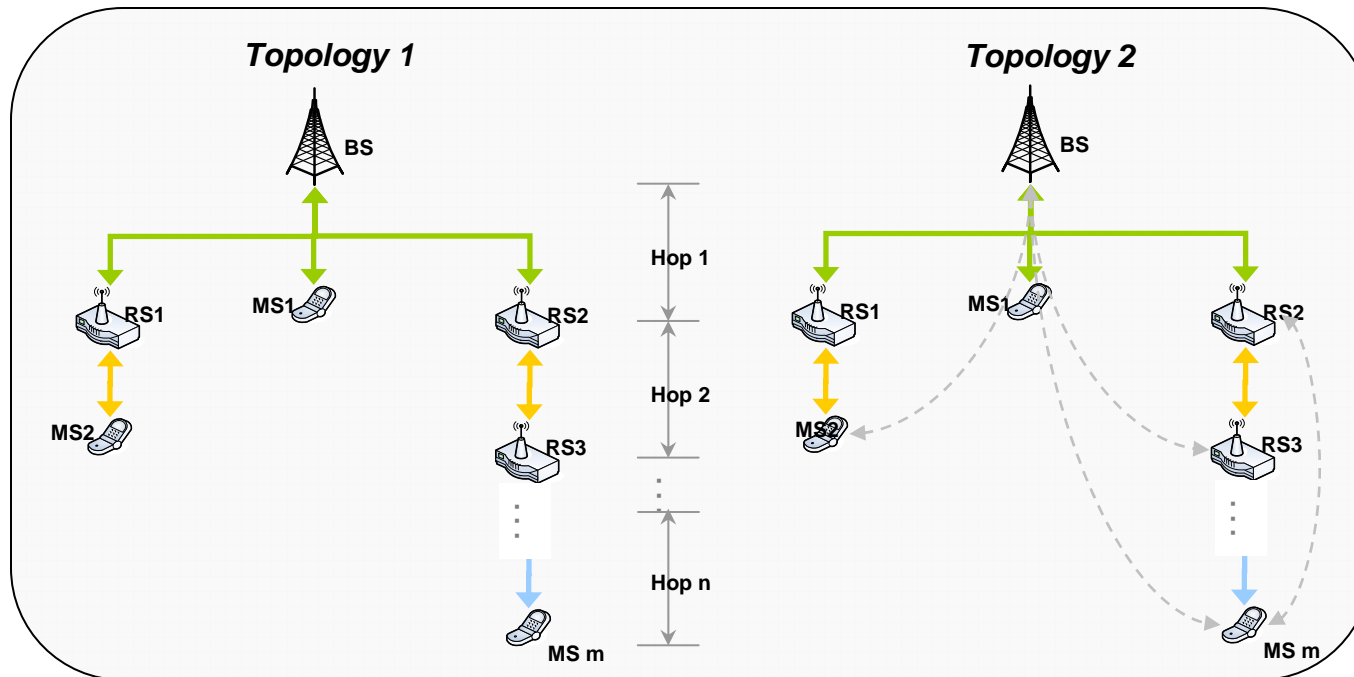 Topology 1
Topology 2
BS
BS
Hop 1
MS1
RS1
RS2
MS1
RS1
RS2
Hop 2
MS2
RS3
MS2
RS3
Hop n
MS m
MS m